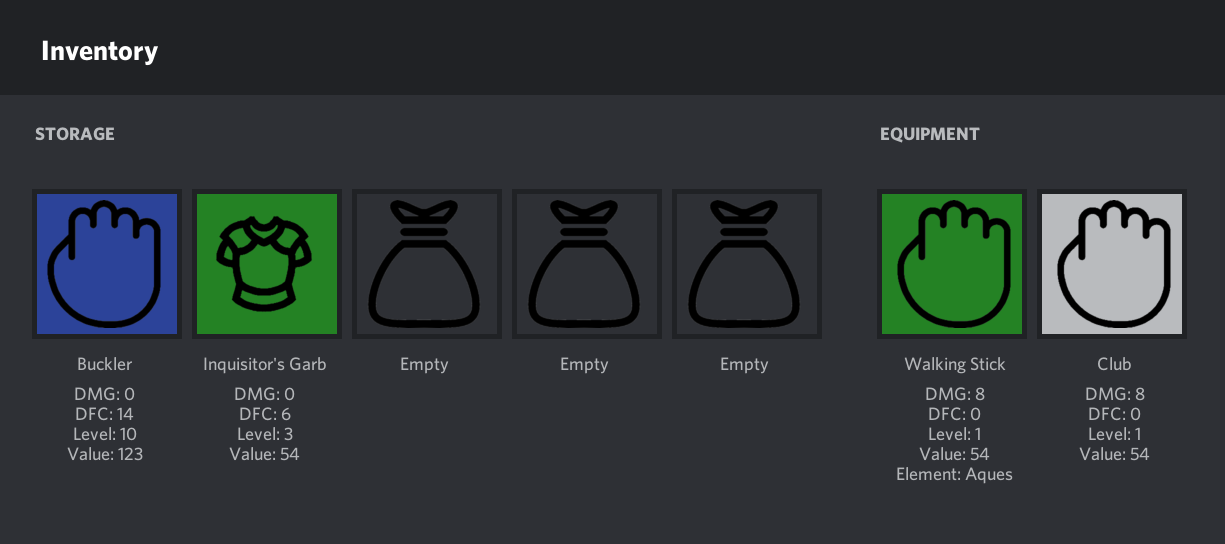 Inventory
STORAGE
EQUIPMENT
Buckler
DMG: 0
DFC: 14
Level: 10
Value: 123
Inquisitor's Garb
DMG: 0
DFC: 6
Level: 3
Value: 54
Empty
Empty
Empty
Walking Stick
DMG: 8
DFC: 0
Level: 1
Value: 54
Element: Aques
Club
DMG: 8
DFC: 0
Level: 1
Value: 54